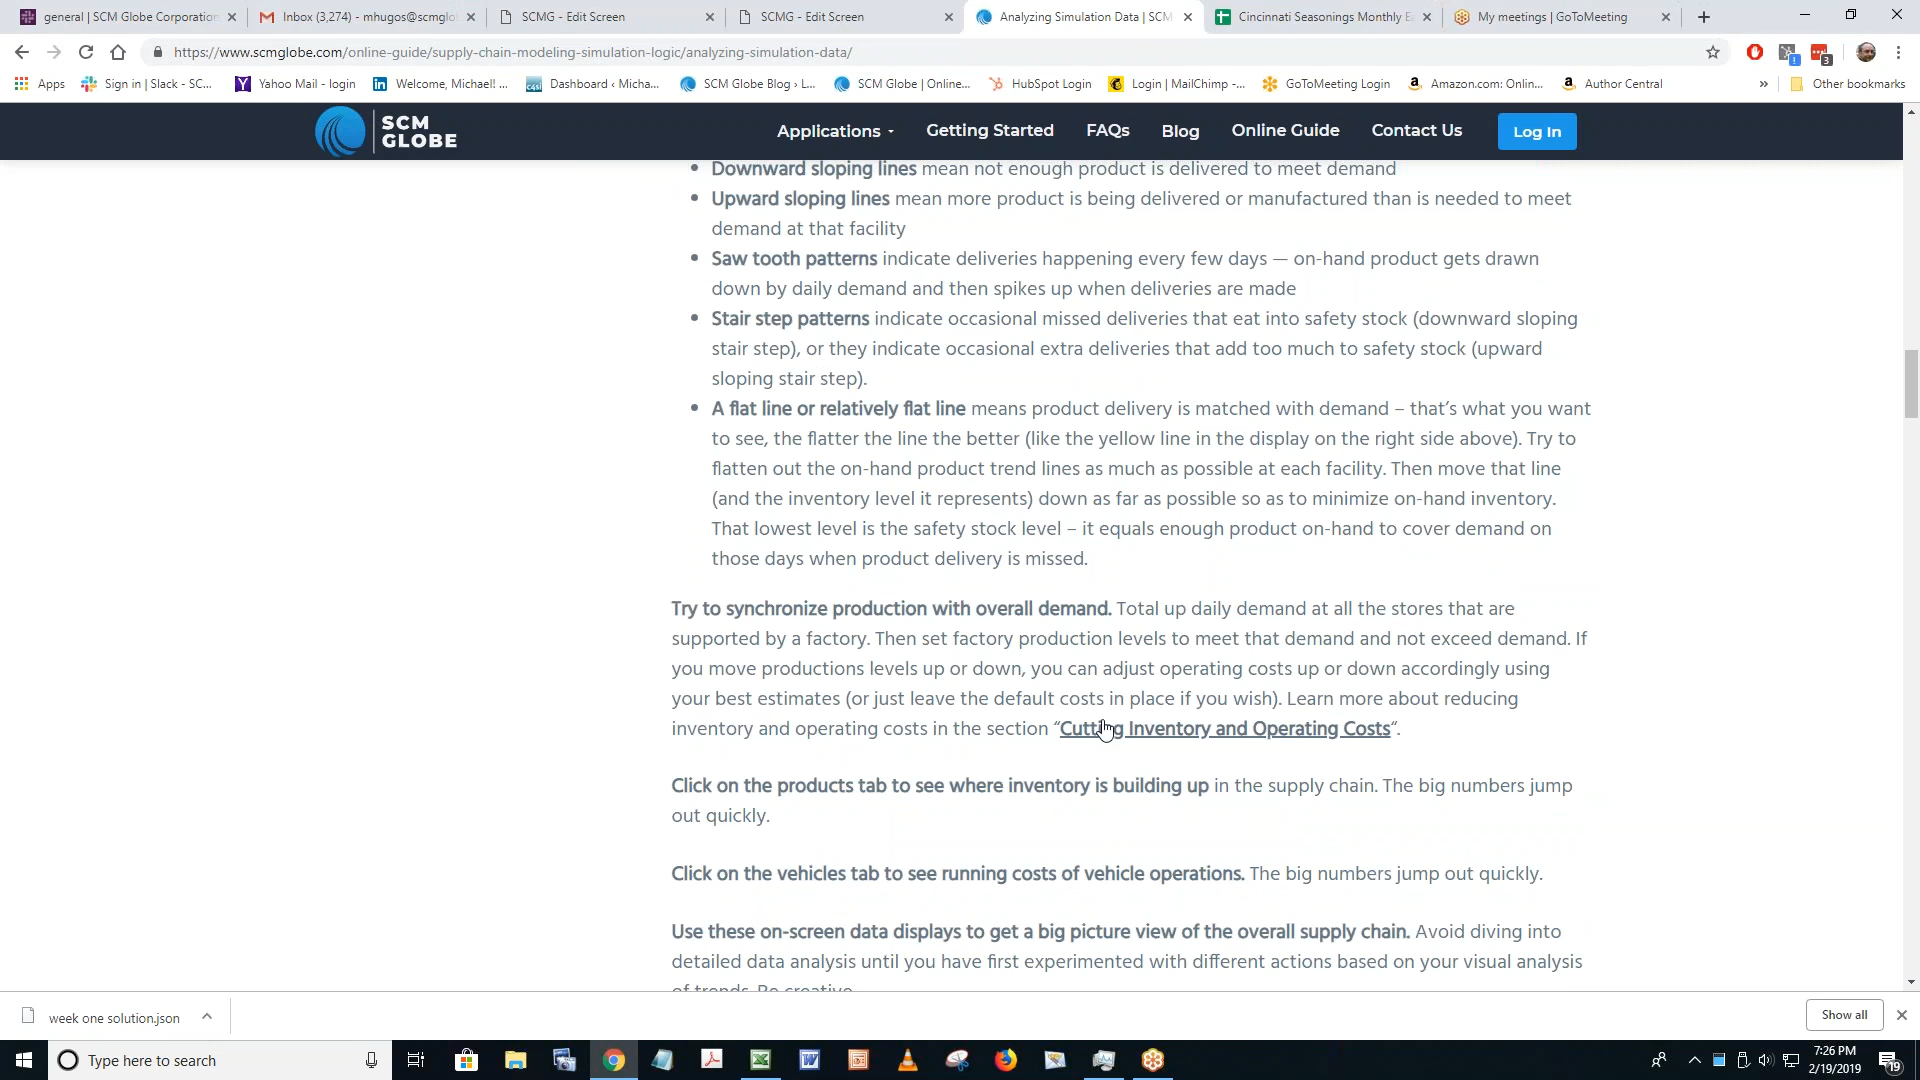 general | SCM Globe Corporation
Inbox (3,274) - mhugos@scmglo
SCMG - Edit Screen
SCMG - Edit Screen
Analyzing Simulation Data | SCM
Cincinnati Seasonings Monthly E
My meetings | GoToMeeting
https://www.scmglobe.com/online-guide/supply-chain-modeling-simulation-logic/analyzing-simulation-data/
Apps
Sign in | Slack - SC...
Yahoo Mail - login
Welcome, Michael! ...
Dashboard ‹ Micha...
SCM Globe Blog › L...
SCM Globe | Online...
HubSpot Login
Login | MailChimp -...
GoToMeeting Login
Amazon.com: Onlin...
Author Central
»
Other bookmarks
SCM GLOBE
Applications
Getting Started
FAQs
Blog
Online Guide
Contact Us
Log In
• Downward sloping lines mean not enough product is delivered to meet demand
• Upward sloping lines mean more product is being delivered or manufactured than is needed to meet
demand at that facility
• Saw tooth patterns indicate deliveries happening every few days — on-hand product gets drawn
down by daily demand and then spikes up when deliveries are made
• Stair step patterns indicate occasional missed deliveries that eat into safety stock (downward sloping
stair step), or they indicate occasional extra deliveries that add too much to safety stock (upward
sloping stair step).
• A flat line or relatively flat line means product delivery is matched with demand – that's what you want
to see, the flatter the line the better (like the yellow line in the display on the right side above). Try to
flatten out the on-hand product trend lines as much as possible at each facility. Then move that line
(and the inventory level it represents) down as far as possible so as to minimize on-hand inventory.
That lowest level is the safety stock level – it equals enough product on-hand to cover demand on
those days when product delivery is missed.
Try to synchronize production with overall demand. Total up daily demand at all the stores that are
supported by a factory. Then set factory production levels to meet that demand and not exceed demand. If
you move productions levels up or down, you can adjust operating costs up or down accordingly using
your best estimates (or just leave the default costs in place if you wish). Learn more about reducing
inventory and operating costs in the section “Cutting Inventory and Operating Costs“.
Click on the products tab to see where inventory is building up in the supply chain. The big numbers jump
out quickly.
Click on the vehicles tab to see running costs of vehicle operations. The big numbers jump out quickly.
Use these on-screen data displays to get a big picture view of the overall supply chain. Avoid diving into
detailed data analysis until you have first experimented with different actions based on your visual analysis
of trends. Be creative
week one solution.json
Show all
Type here to search
7:26 PM
2/19/2019
19